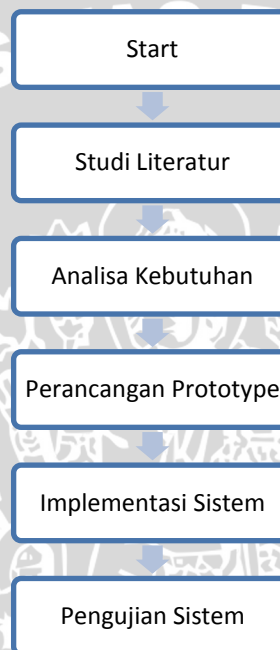 Start
Studi Literatur
Analisa Kebutuhan
Perancangan Prototype
Implementasi Sistem
Pengujian Sistem